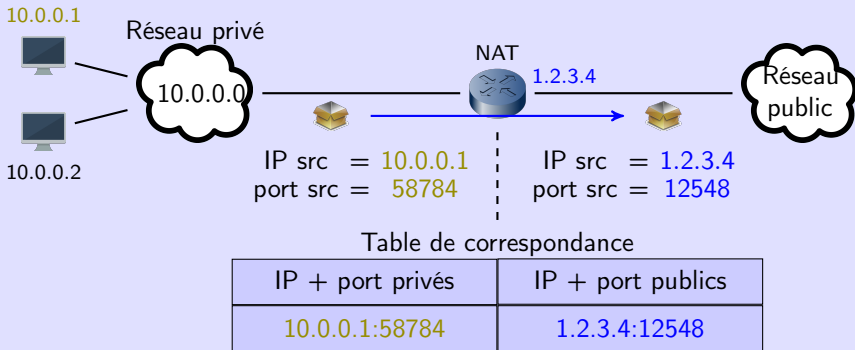 10.0.0.1
Réseau privé
10.0.0.0
10.0.0.2
NAT
1.2.3.4
Réseau
public
IP src = 10.0.0.1
port src = 58784
IP src = 1.2.3.4
port src = 12548
Table de correspondance
IP + port privés
IP + port publics
10.0.0.1:58784
1.2.3.4:12548